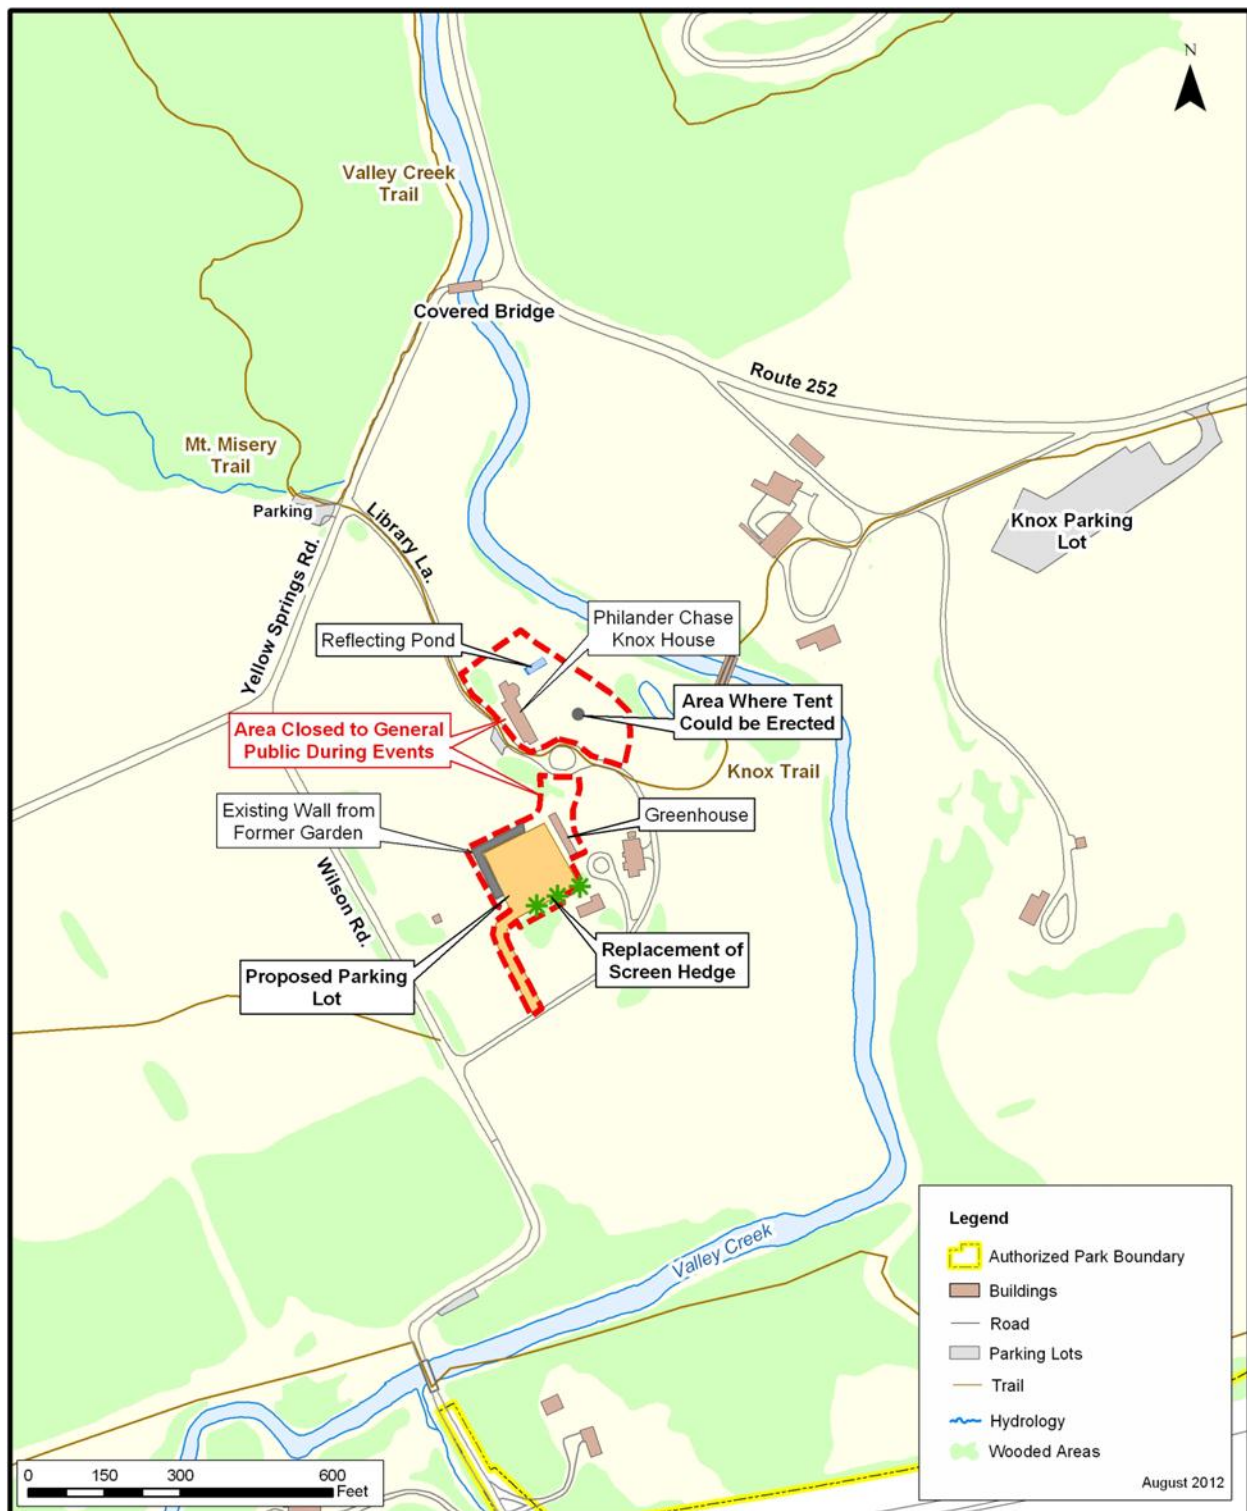 N
Valley Creek
Trail
Covered Bridge
Route 252
Mt. Misery
Trail
Parking
Library La.
Knox Parking
Lot
Yellow Springs Rd.
Philander Chase
Knox House
Reflecting Pond
Area Where Tent
Could be Erected
Area Closed to General
Public During Events
Knox Trail
Existing Wall from
Former Garden
Greenhouse
Wilson Rd.
Replacement of
Screen Hedge
Proposed Parking
Lot
Valley Creek
Legend
Authorized Park Boundary
Buildings
Road
Parking Lots
Trail
Hydrology
Wooded Areas
August 2012
0 150 300 600
Feet